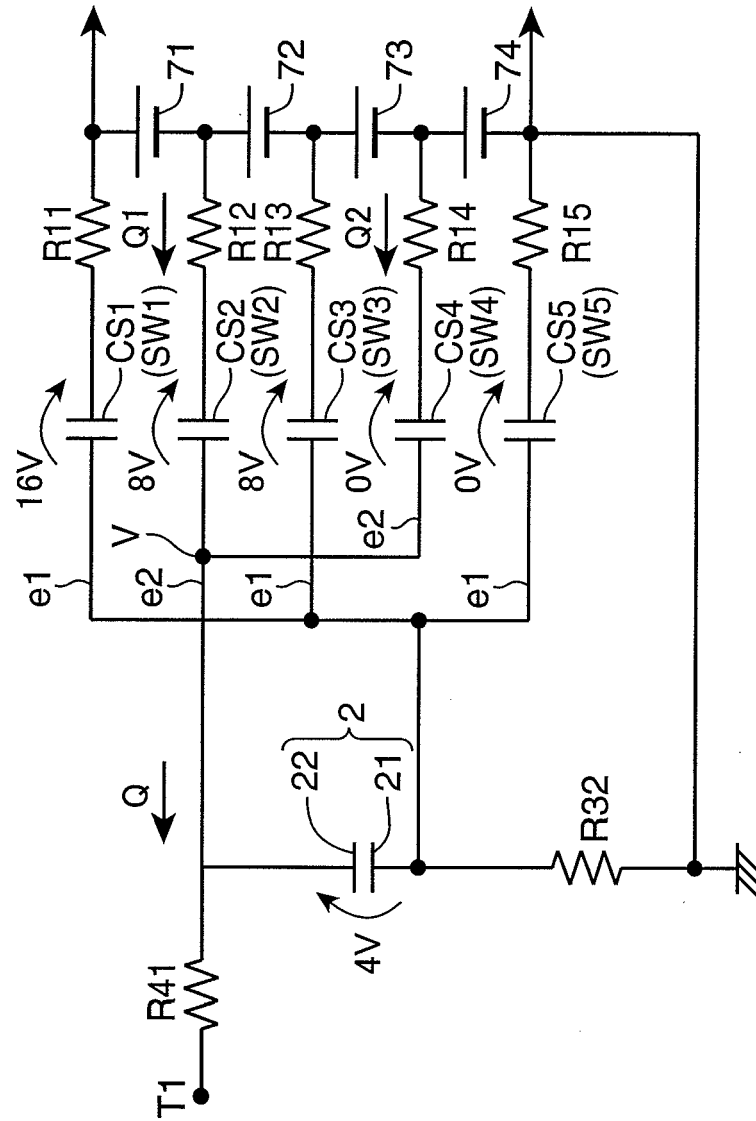 71
72
73
74
R11
Q1
R12
R13
Q2
R14
R15
CS1
(SW1)
CS2
(SW2)
CS3
(SW3)
CS4
(SW4)
CS5
(SW5)
16V
8V
8V
0V
0V
V
e1
e2
e1
e2
e1
Q
2
22
21
4V
R32
R41
T1